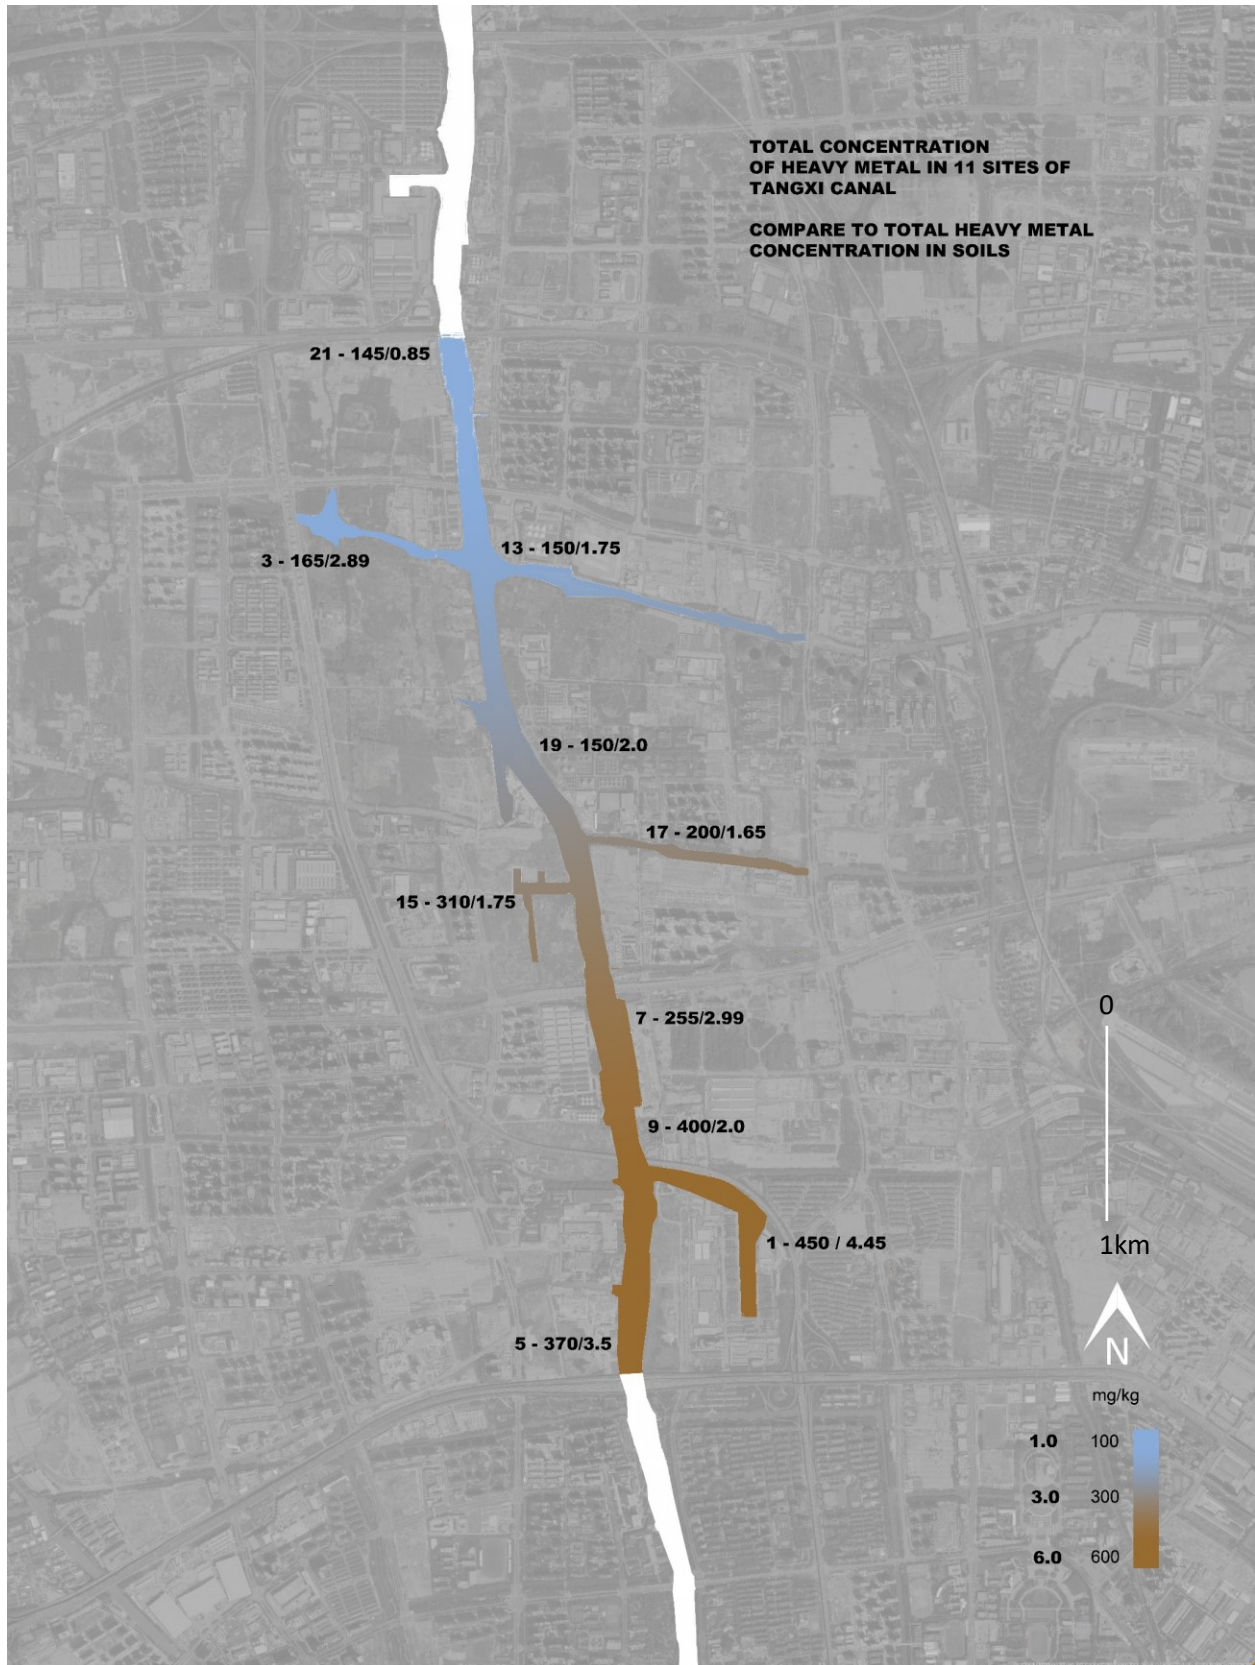 TOTAL CONCENTRATION
OF HEAVY METAL IN 11 SITES OF
TANGXI CANAL
COMPARE TO TOTAL HEAVY METAL
CONCENTRATION IN SOILS
21 - 145/0.85
13 - 150/1.75
3 - 165/2.89
19 - 150/2.0
17 - 200/1.65
15 - 310/1.75
7 - 255/2.99
9 - 400/2.0
1 - 450 / 4.45
5 - 370/3.5
0
1km
N
mg/kg
1.0 100
3.0 300
6.0 600